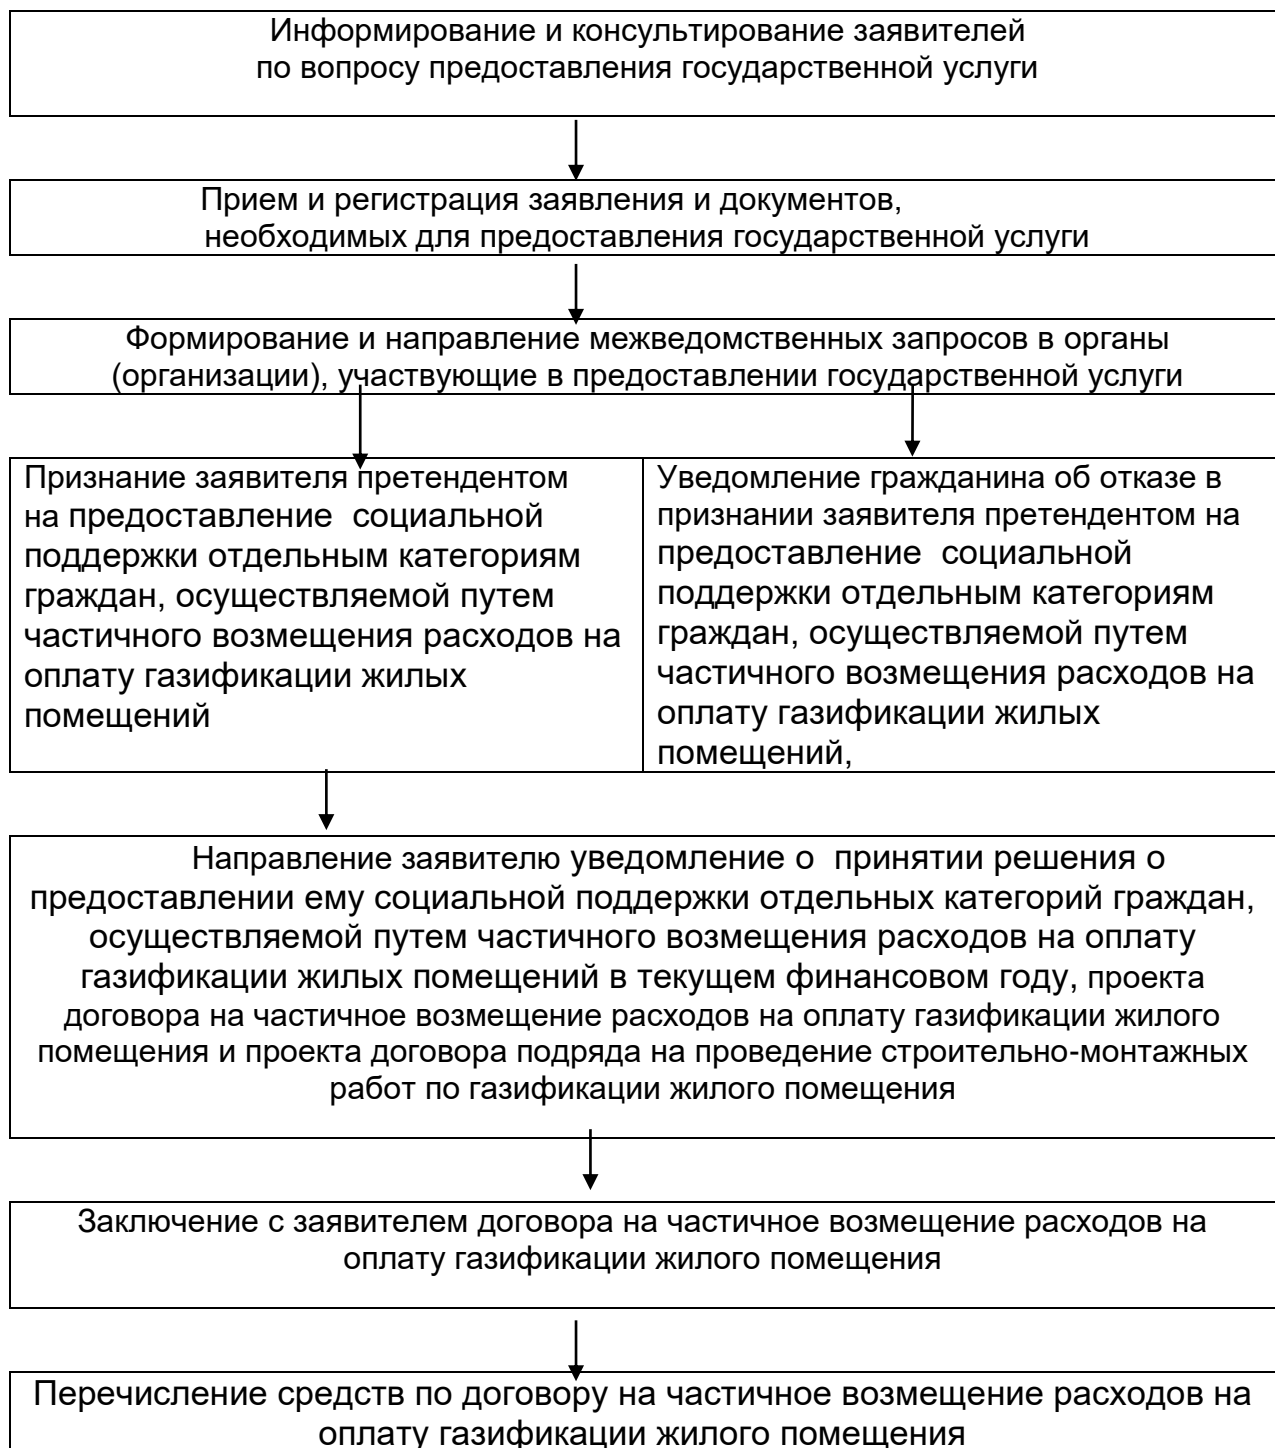 Информирование и консультирование заявителей
по вопросу предоставления государственной услуги
Прием и регистрация заявления и документов,
необходимых для предоставления государственной услуги
Формирование и направление межведомственных запросов в органы
(организации), участвующие в предоставлении государственной услуги
Признание заявителя претендентом
на предоставление социальной
поддержки отдельным категориям
граждан, осуществляемой путем
частичного возмещения расходов на
оплату газификации жилых
помещений
Уведомление гражданина об отказе в
признании заявителя претендентом на
предоставление социальной
поддержки отдельным категориям
граждан, осуществляемой путем
частичного возмещения расходов на
оплату газификации жилых
помещений,
Направление заявителю уведомление о принятии решения о
предоставлении ему социальной поддержки отдельных категорий граждан,
осуществляемой путем частичного возмещения расходов на оплату
газификации жилых помещений в текущем финансовом году, проекта
договора на частичное возмещение расходов на оплату газификации жилого
помещения и проекта договора подряда на проведение строительно-монтажных
работ по газификации жилого помещения
Заключение с заявителем договора на частичное возмещение расходов на
оплату газификации жилого помещения
Перечисление средств по договору на частичное возмещение расходов на
оплату газификации жилого помещения